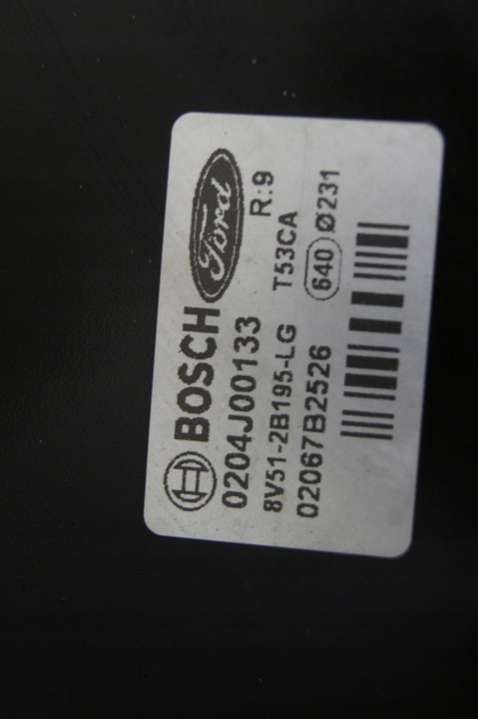 BOSCH Ford
0204J00133 R:9
8V51-2B195-LG T53CA
02067B2526 640 Ø231